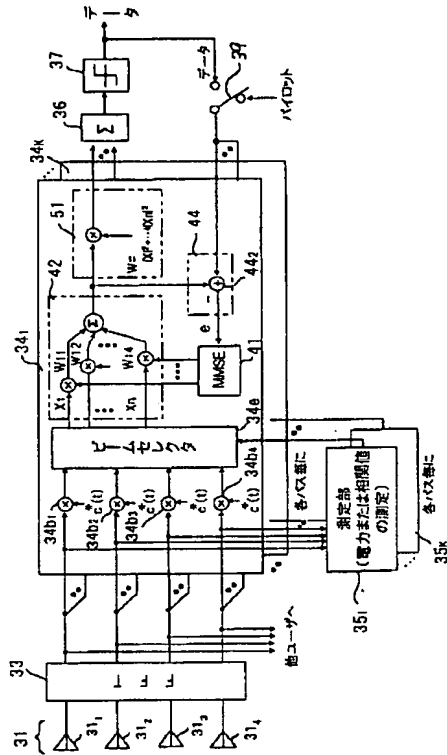 31
31₁
31₂
31₃
31₄
33
FFT
他ユーザへ
34₁
34K
34b₁
34b₂
34b₃
34b₄
c*(t)
c*(t)
c*(t)
c*(t)
ビームセレクタ
34e
42
X₁
Xn
W₁₁
W₁₂
W₁₄
Σ
51
W=
|X₁|²+…+|Xn|²
MMSE
41
e
44
44₂
36
Σ
37
データ
データ
39
パイロット
各パス毎に
測定部
(電力または相関値
の測定)
35₁
各パス毎に
35K